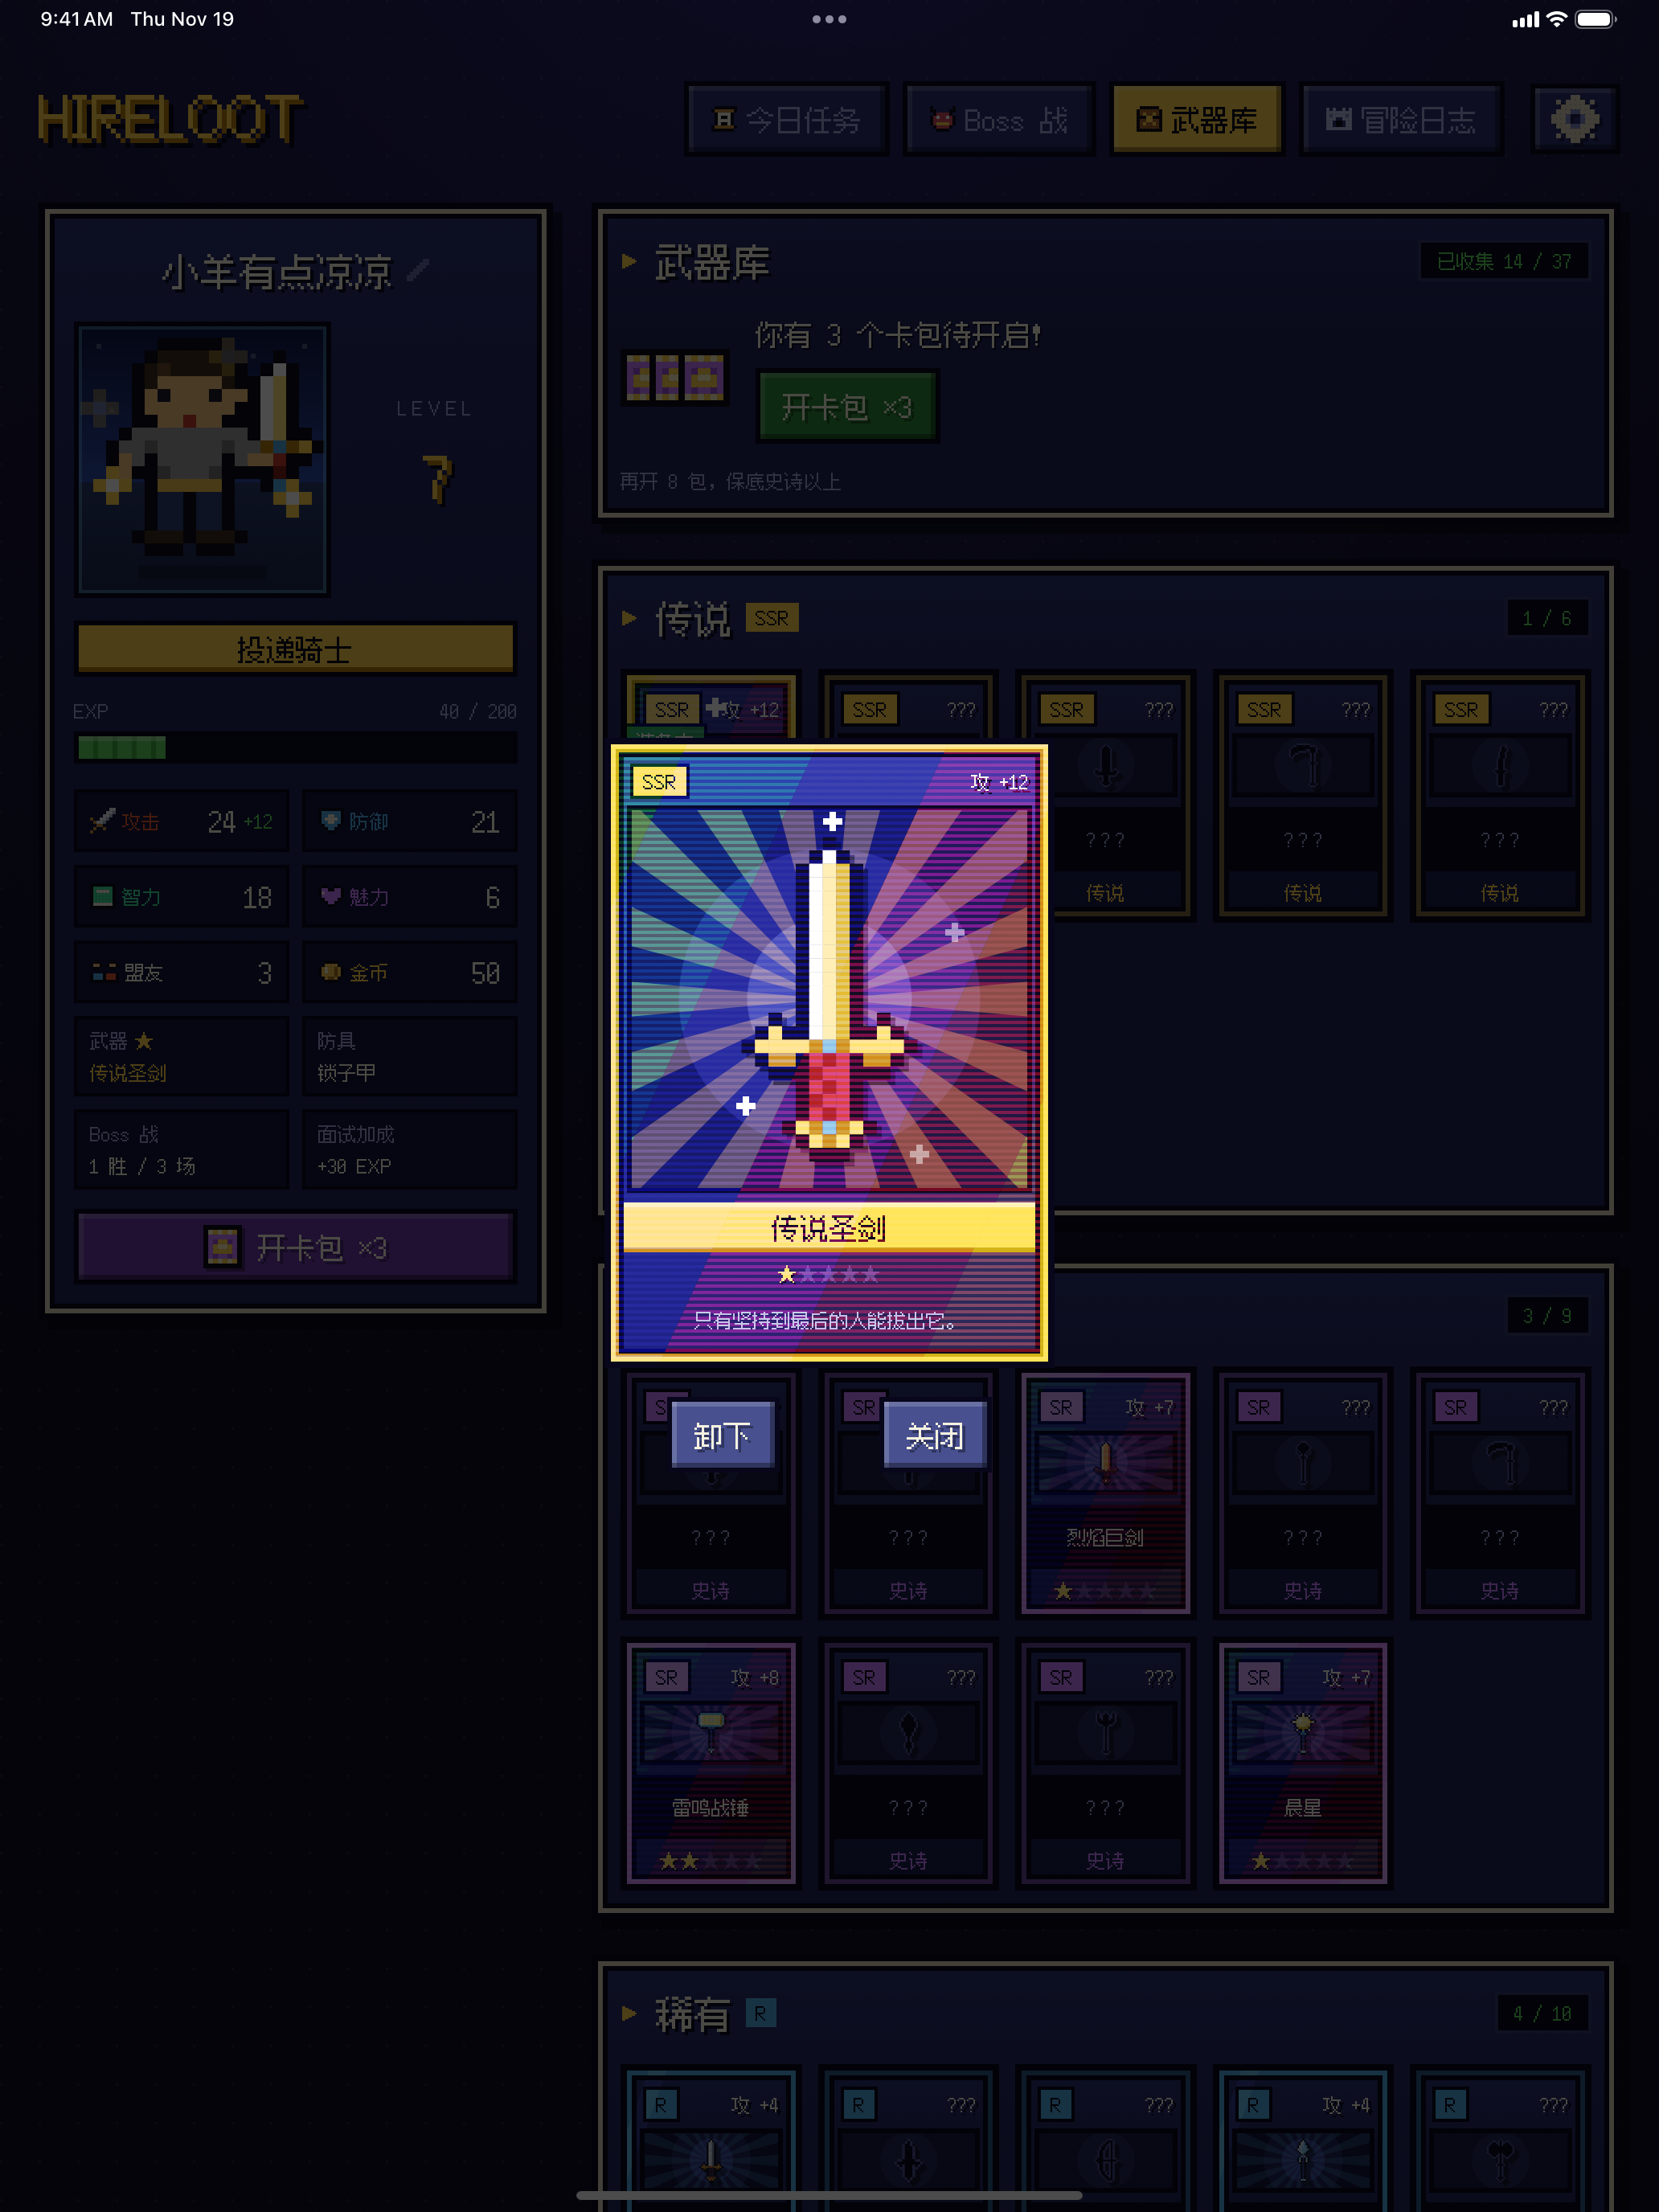 9:41 AM Thu Nov 19
HIRELOOT
今日任务
Boss 战
武器库
冒险日志
小羊有点凉凉
LEVEL
7
投递骑士
EXP 40 / 200
攻击 24 +12
防御 21
智力 18
魅力 6
盟友 3
金币 50
武器 ★
传说圣剑
防具
锁子甲
Boss 战
1 胜 / 3 场
面试加成
+30 EXP
开卡包 ×3
武器库
已收集 14 / 37
你有 3 个卡包待开启!
开卡包 ×3
再开 8 包，保底史诗以上
传说 SSR
1 / 6
SSR 攻 +12
SSR ???
SSR ???
SSR ???
SSR ???
???
???
???
传说
传说
传说
SSR 攻 +12
传说圣剑
只有坚持到最后的人能拔出它。
卸下
关闭
3 / 9
SR
SR 攻 +7
SR ???
SR ???
???
???
烈焰巨剑
???
???
史诗
史诗
史诗
史诗
SR 攻 +8
SR ???
SR ???
SR 攻 +7
雷鸣战锤
???
???
晨星
史诗
史诗
稀有 R
4 / 10
R 攻 +4
R ???
R ???
R 攻 +4
R ???